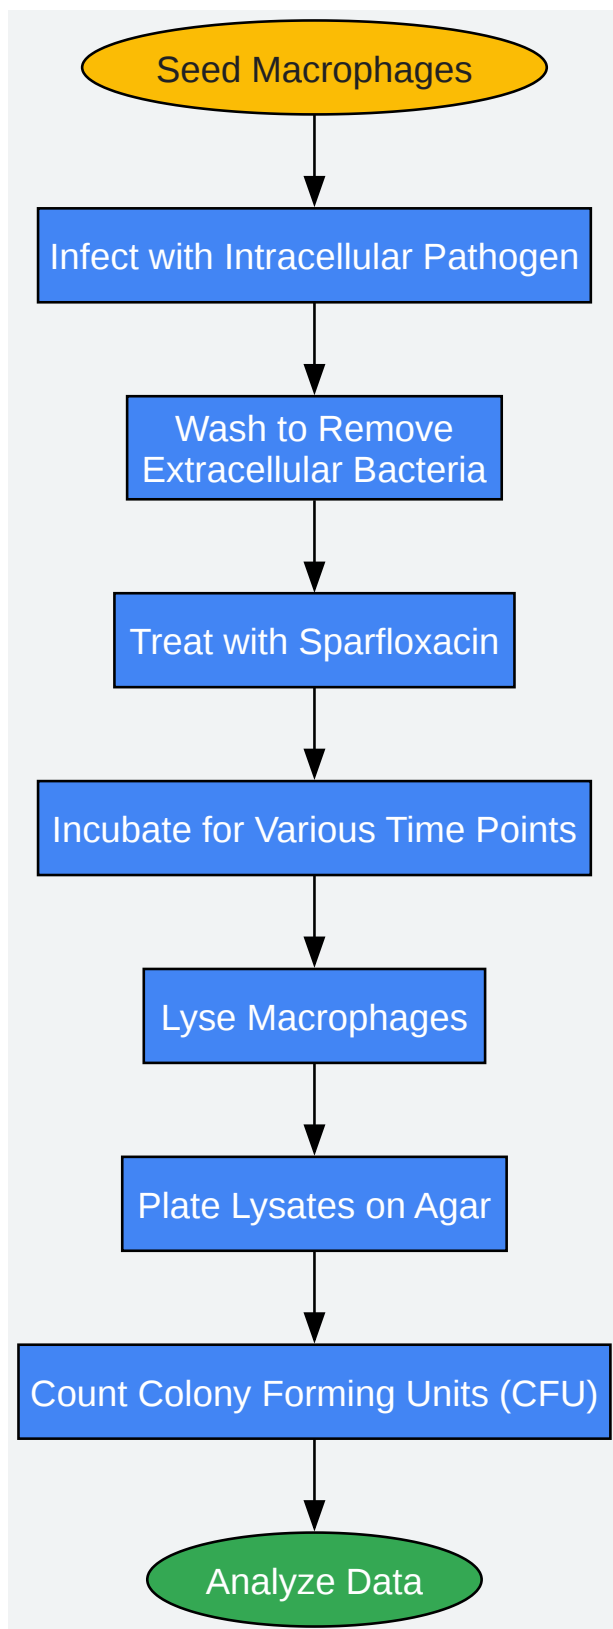 Seed Macrophages
Infect with Intracellular Pathogen
Wash to Remove
Extracellular Bacteria
Treat with Sparfloxacin
Incubate for Various Time Points
Lyse Macrophages
Plate Lysates on Agar
Count Colony Forming Units (CFU)
Analyze Data